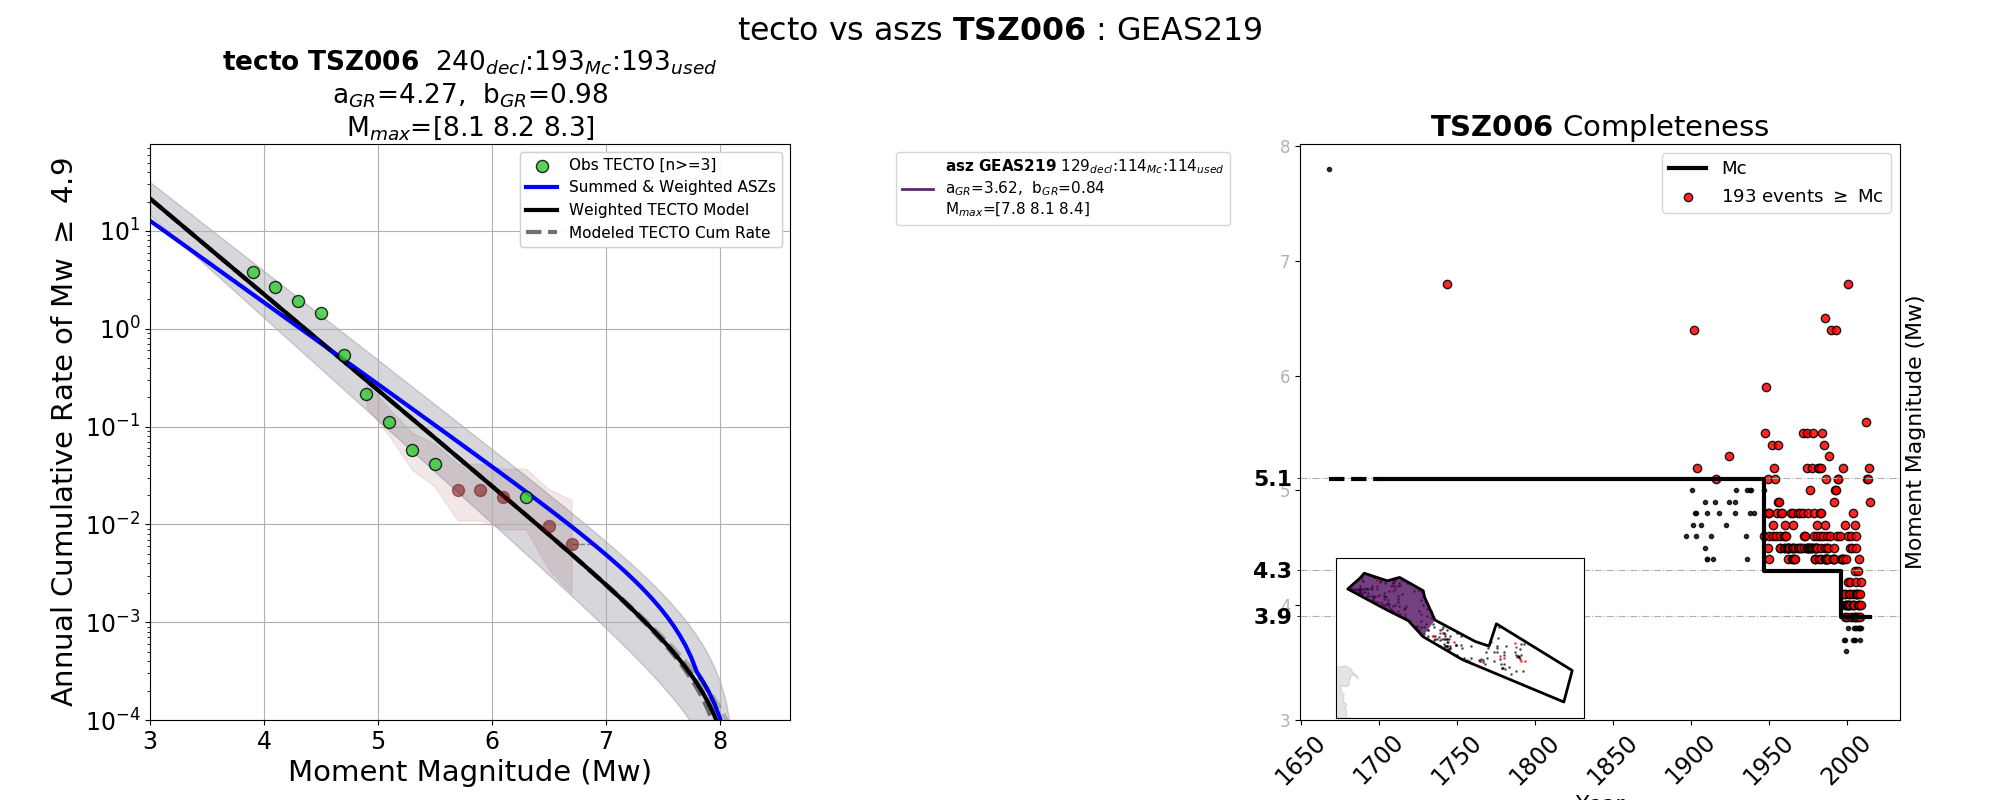 tecto vs aszs TSZ006 : GEAS219
tecto TSZ006 240decl:193Mc:193used
aGR=4.27, bGR=0.98
Mmax=[8.1 8.2 8.3]
Annual Cumulative Rate of Mw ≥ 4.9
10^1
10^0
10^−1
10^−2
10^−3
10^−4
Obs TECTO [n>=3]
Summed & Weighted ASZs
Weighted TECTO Model
Modeled TECTO Cum Rate
3 4 5 6 7 8
Moment Magnitude (Mw)
asz GEAS219 129decl:114Mc:114used
aGR=3.62, bGR=0.84
Mmax=[7.8 8.1 8.4]
TSZ006 Completeness
Mc
193 events ≥ Mc
8
7
6
5.1
5
4.3
4
3.9
3
Moment Magnitude (Mw)
1650 1700 1750 1800 1850 1900 1950 2000
Year